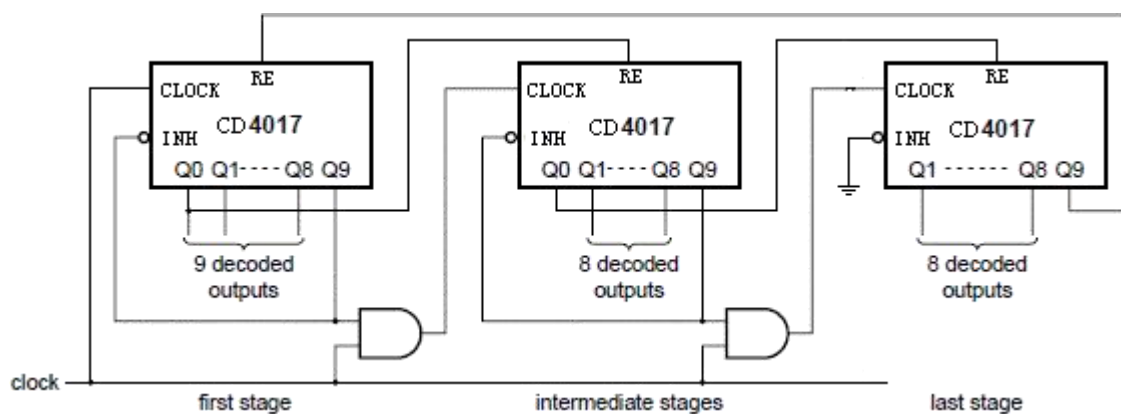 RE
CLOCK
CD4017
INH
Q0 Q1 ---- Q8 Q9
9 decoded
outputs
RE
CLOCK
CD4017
INH
Q0 Q1 ---- Q8 Q9
8 decoded
outputs
RE
CLOCK
CD4017
INH
Q1 ------ Q8 Q9
8 decoded
outputs
clock
first stage
intermediate stages
last stage